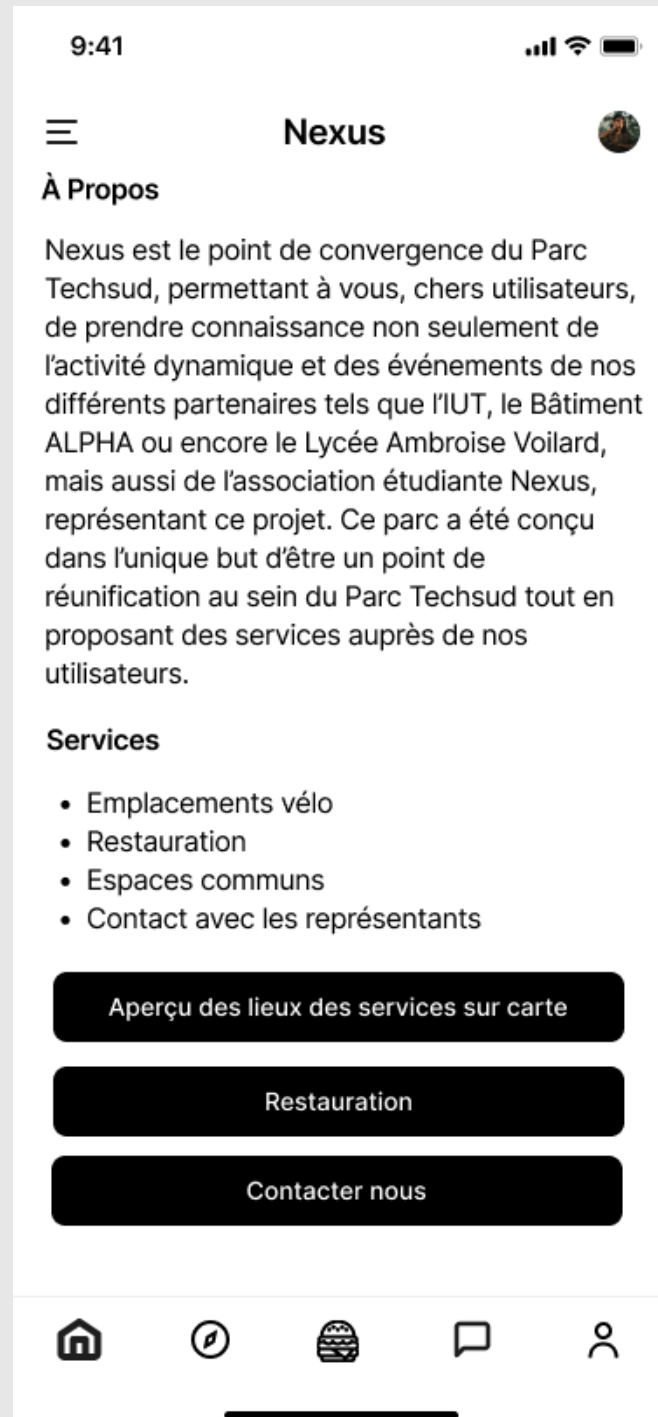 9:41
Nexus
À Propos
Nexus est le point de convergence du Parc
Techsud, permettant à vous, chers utilisateurs,
de prendre connaissance non seulement de
l’activité dynamique et des événements de nos
différents partenaires tels que l’IUT, le Bâtiment
ALPHA ou encore le Lycée Ambroise Voilard,
mais aussi de l’association étudiante Nexus,
représentant ce projet. Ce parc a été conçu
dans l’unique but d’être un point de
réunification au sein du Parc Techsud tout en
proposant des services auprès de nos
utilisateurs.
Services
• Emplacements vélo
• Restauration
• Espaces communs
• Contact avec les représentants
Aperçu des lieux des services sur carte
Restauration
Contacter nous